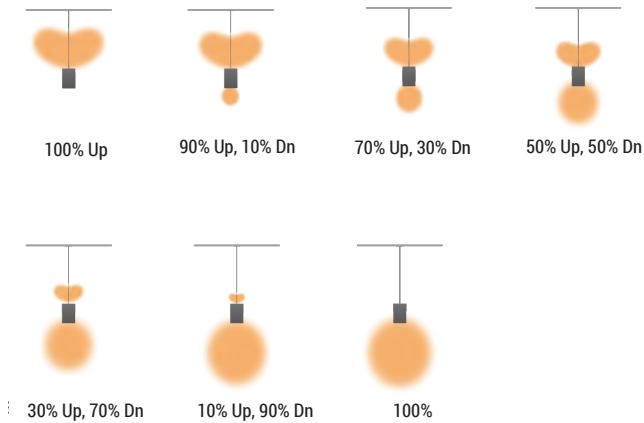 100% Up
90% Up, 10% Dn
70% Up, 30% Dn
50% Up, 50% Dn
30% Up, 70% Dn
10% Up, 90% Dn
100%